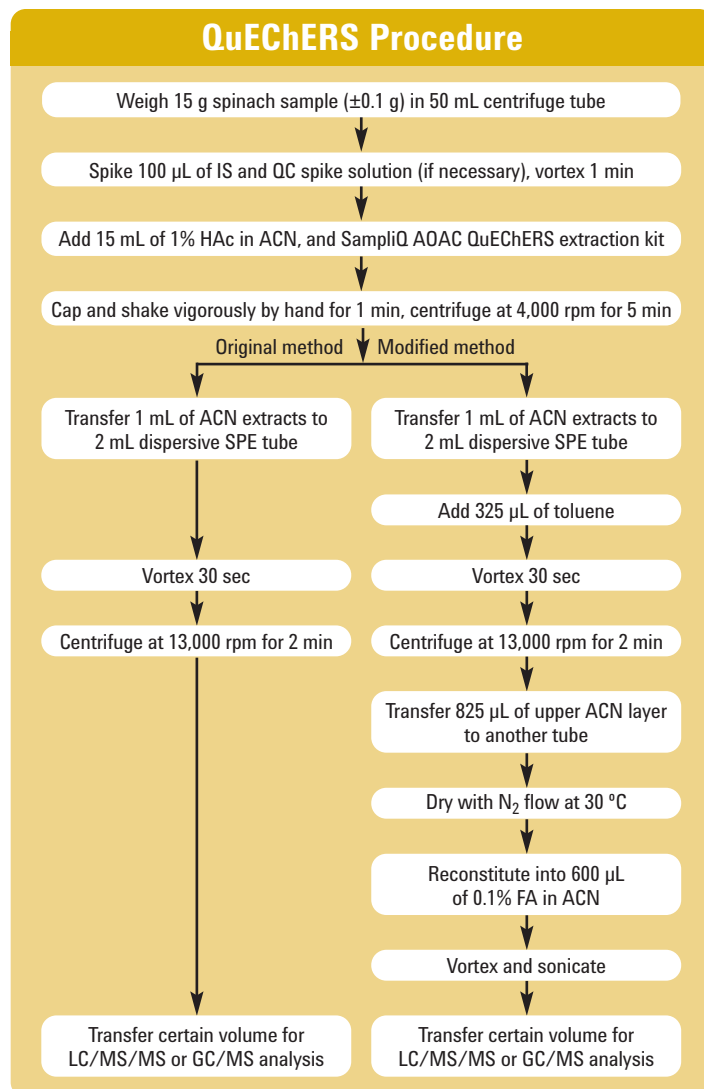 QuEChERS Procedure
Weigh 15 g spinach sample (±0.1 g) in 50 mL centrifuge tube
Spike 100 µL of IS and QC spike solution (if necessary), vortex 1 min
Add 15 mL of 1% HAc in ACN, and SampliQ AOAC QuEChERS extraction kit
Cap and shake vigorously by hand for 1 min, centrifuge at 4,000 rpm for 5 min
Original method
Modified method
Transfer 1 mL of ACN extracts to
2 mL dispersive SPE tube
Vortex 30 sec
Centrifuge at 13,000 rpm for 2 min
Transfer certain volume for
LC/MS/MS or GC/MS analysis
Transfer 1 mL of ACN extracts to
2 mL dispersive SPE tube
Add 325 µL of toluene
Vortex 30 sec
Centrifuge at 13,000 rpm for 2 min
Transfer 825 µL of upper ACN layer
to another tube
Dry with N₂ flow at 30 ºC
Reconstitute into 600 µL
of 0.1% FA in ACN
Vortex and sonicate
Transfer certain volume for
LC/MS/MS or GC/MS analysis